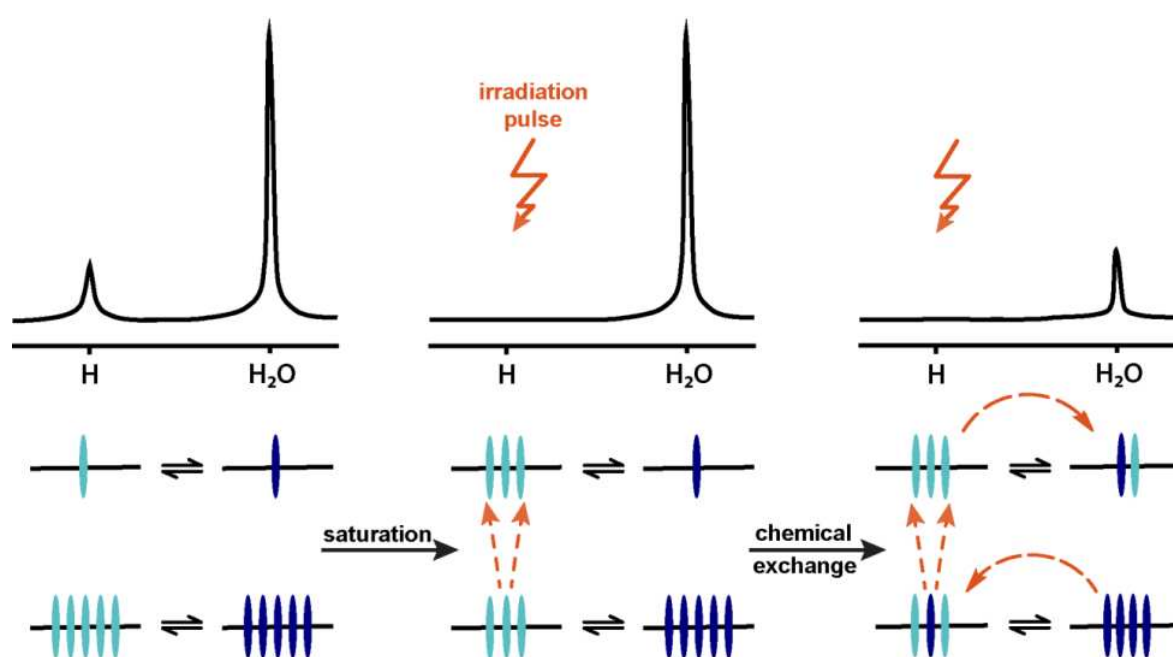 irradiation
pulse
H
H₂O
H
H₂O
H
H₂O
saturation
chemical
exchange